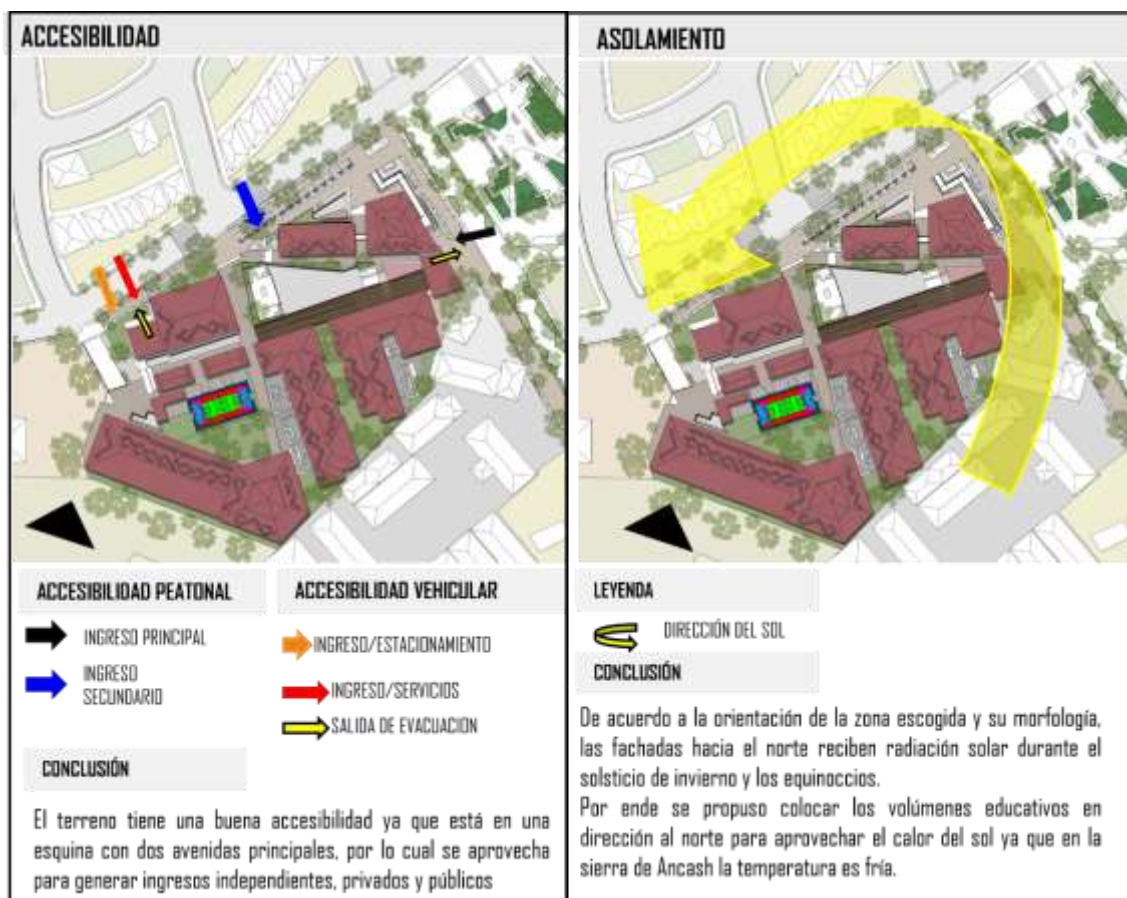 ACCESIBILIDAD
ACCESIBILIDAD PEATONAL
INGRESO PRINCIPAL
INGRESO
SECUNDARIO
ACCESIBILIDAD VEHICULAR
INGRESO/ESTACIONAMIENTO
INGRESO/SERVICIOS
SALIDA DE EVACUACION
CONCLUSIÓN
El terreno tiene una buena accesibilidad ya que está en una
esquina con dos avenidas principales, por lo cual se aprovecha
para generar ingresos independientes, privados y públicos
ASOLAMIENTO
LEYENDA
DIRECCIÓN DEL SOL
CONCLUSIÓN
De acuerdo a la orientación de la zona escogida y su morfología,
las fachadas hacia el norte reciben radiación solar durante el
solsticio de invierno y los equinoccios.
Por ende se propuso colocar los volúmenes educativos en
dirección al norte para aprovechar el calor del sol ya que en la
sierra de Ancash la temperatura es fría.